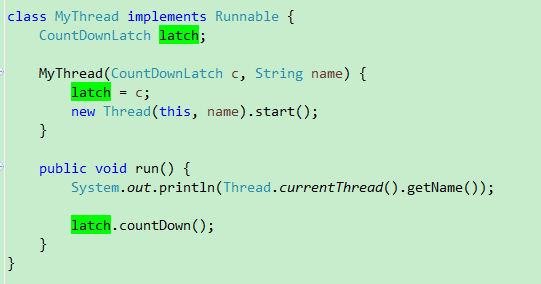 class MyThread implements Runnable {
CountDownLatch latch;
MyThread(CountDownLatch c, String name) {
latch = c;
new Thread(this, name).start();
}
public void run() {
System.out.println(Thread.currentThread().getName());
latch.countDown();
}
}